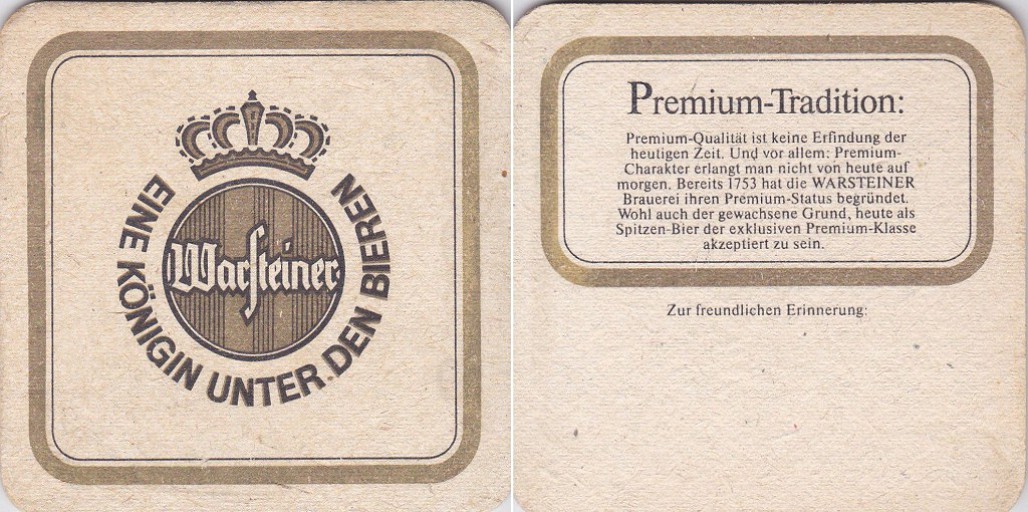 EINE KÖNIGIN UNTER DEN BIEREN
Warsteiner
Premium-Tradition:
Premium-Qualität ist keine Erfindung der
heutigen Zeit. Und vor allem: Premium-
Charakter erlangt man nicht von heute auf
morgen. Bereits 1753 hat die WARSTEINER
Brauerei ihren Premium-Status begründet.
Wohl auch der gewachsene Grund, heute als
Spitzen-Bier der exklusiven Premium-Klasse
akzeptiert zu sein.
Zur freundlichen Erinnerung: